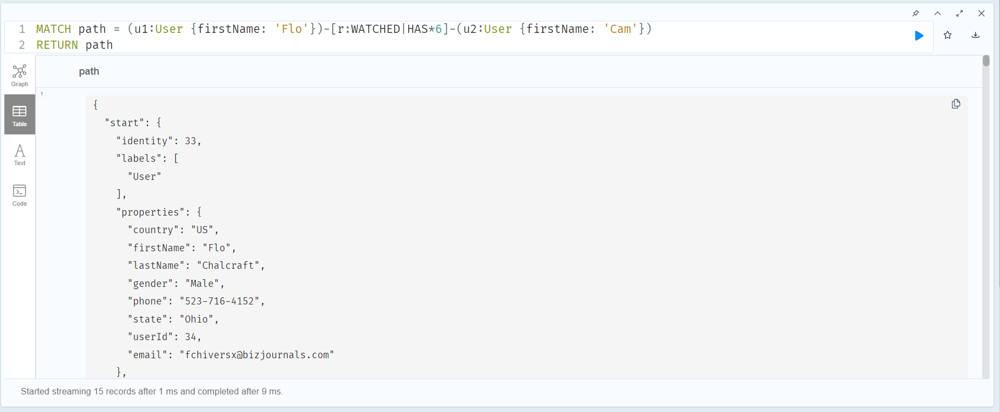 1 MATCH path = (u1:User {firstName: 'Flo'})-[r:WATCHED|HAS*6]-(u2:User {firstName: 'Cam'})
2 RETURN path
Graph
Table
Text
Code
path
1
{
"start": {
"identity": 33,
"labels": [
"User"
],
"properties": {
"country": "US",
"firstName": "Flo",
"lastName": "Chalcraft",
"gender": "Male",
"phone": "523-716-4152",
"state": "Ohio",
"userId": 34,
"email": "fchiversx@bizjournals.com"
},
Started streaming 15 records after 1 ms and completed after 9 ms.